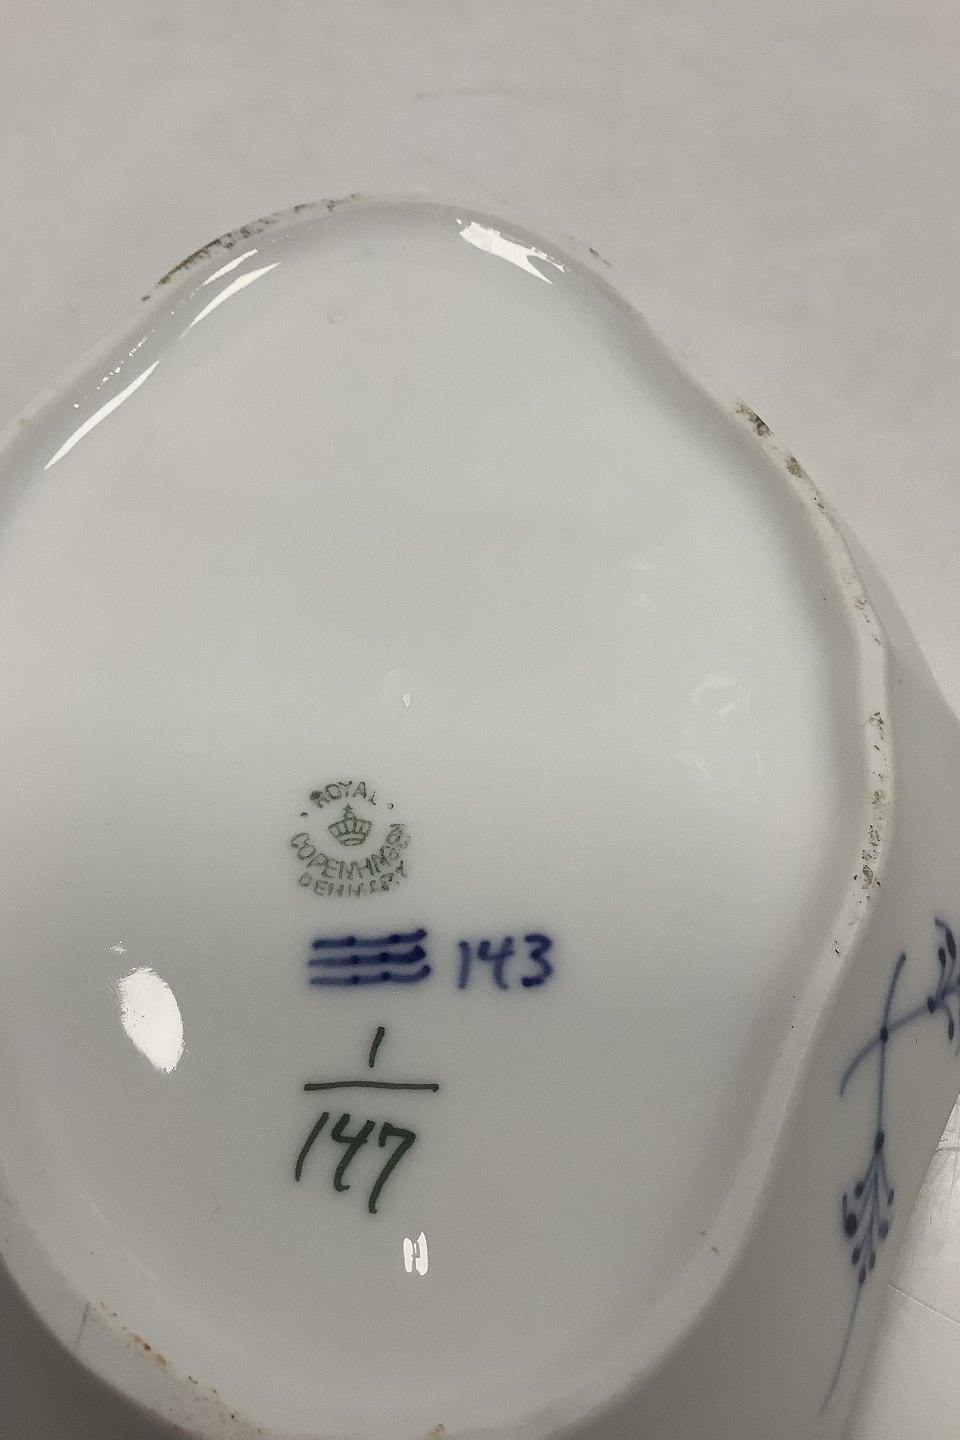 ROYAL
COPENHAGEN
DENMARK
143
1
147